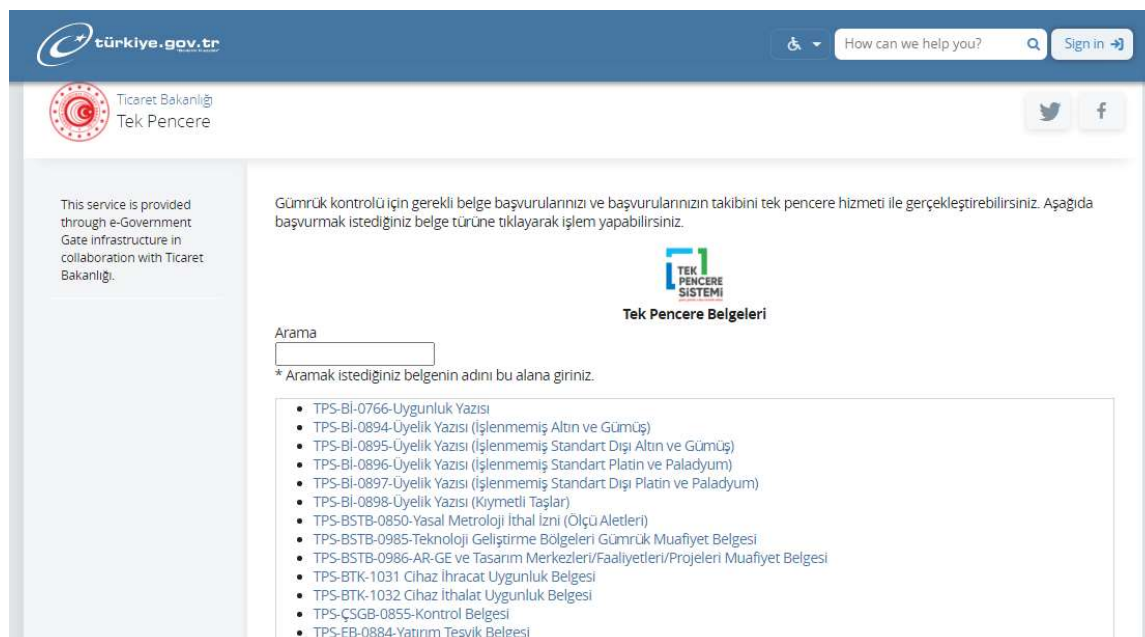 türkiye.gov.tr
How can we help you?
Sign in
Ticaret Bakanlığı
Tek Pencere
This service is provided
through e-Government
Gate infrastructure in
collaboration with Ticaret
Bakanlığı.
Gümrük kontrolü için gerekli belge başvurularınızı ve başvurularınızın takibini tek pencere hizmeti ile gerçekleştirebilirsiniz. Aşağıda
başvurmak istediğiniz belge türüne tıklayarak işlem yapabilirsiniz.
TEK
PENCERE
SİSTEMİ
Tek Pencere Belgeleri
Arama
* Aramak istediğiniz belgenin adını bu alana giriniz.
TPS-Bİ-0766-Uygunluk Yazısı
TPS-Bİ-0894-Üyelik Yazısı (İşlenmemiş Altın ve Gümüş)
TPS-Bİ-0895-Üyelik Yazısı (İşlenmemiş Standart Dışı Altın ve Gümüş)
TPS-Bİ-0896-Üyelik Yazısı (İşlenmemiş Standart Platin ve Paladyum)
TPS-Bİ-0897-Üyelik Yazısı (İşlenmemiş Standart Dışı Platin ve Paladyum)
TPS-Bİ-0898-Üyelik Yazısı (Kıymetli Taşlar)
TPS-BSTB-0850-Yasal Metroloji İthal İzni (Ölçü Aletleri)
TPS-BSTB-0985-Teknoloji Geliştirme Bölgeleri Gümrük Muafiyet Belgesi
TPS-BSTB-0986-AR-GE ve Tasarım Merkezleri/Faaliyetleri/Projeleri Muafiyet Belgesi
TPS-BTK-1031 Cihaz İhracat Uygunluk Belgesi
TPS-BTK-1032 Cihaz İthalat Uygunluk Belgesi
TPS-ÇSGB-0855-Kontrol Belgesi
TPS-EB-0884-Yatırım Teşvik Belgesi